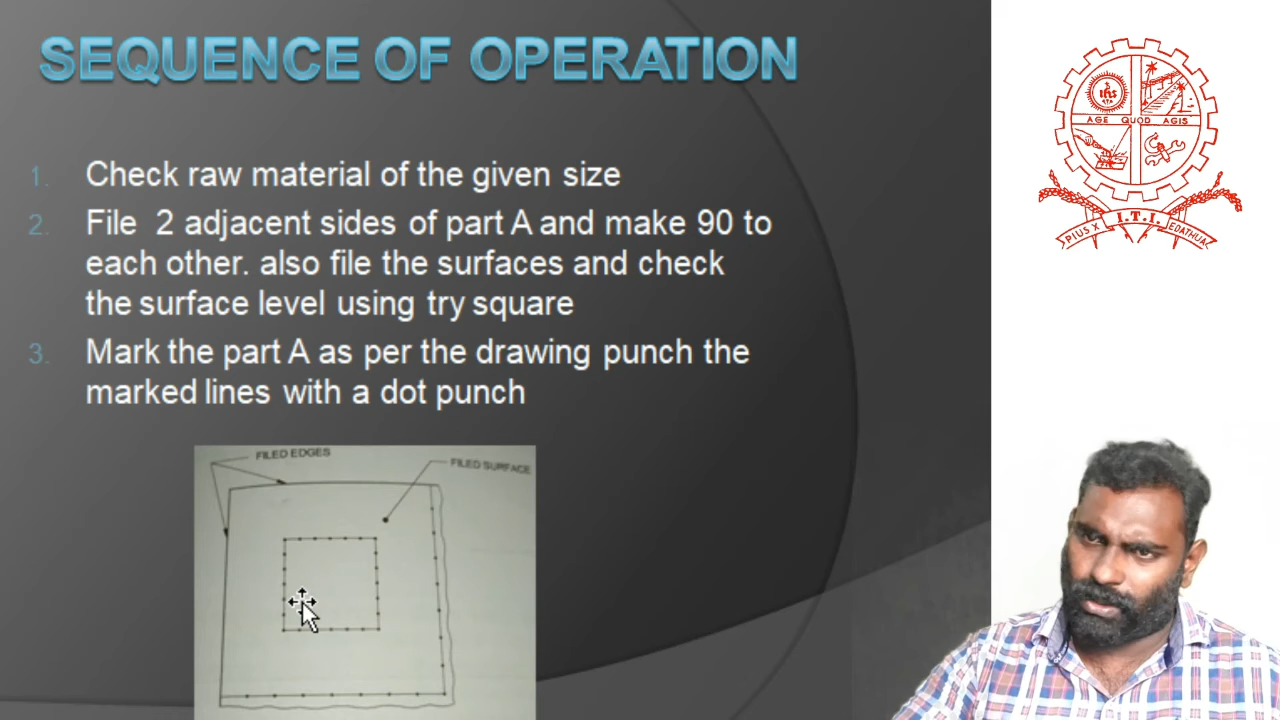 SEQUENCE OF OPERATION
1. Check raw material of the given size
2. File 2 adjacent sides of part A and make 90 to
each other. also file the surfaces and check
the surface level using try square
3. Mark the part A as per the drawing punch the
marked lines with a dot punch
FILED EDGES
FILED SURFACE
IHS
AGE QUOD AGIS
I.T.I.
PIUS X
EDATHUA